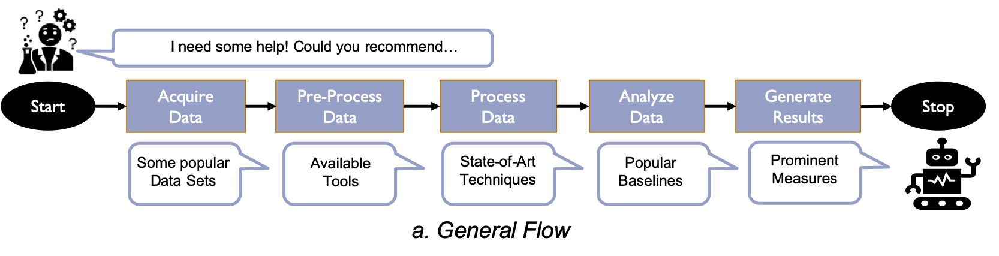 ? ?
?
?
I need some help! Could you recommend…
Start
Acquire
Data
Pre-Process
Data
Process
Data
Analyze
Data
Generate
Results
Stop
Some popular
Data Sets
Available
Tools
State-of-Art
Techniques
Popular
Baselines
Prominent
Measures
a. General Flow